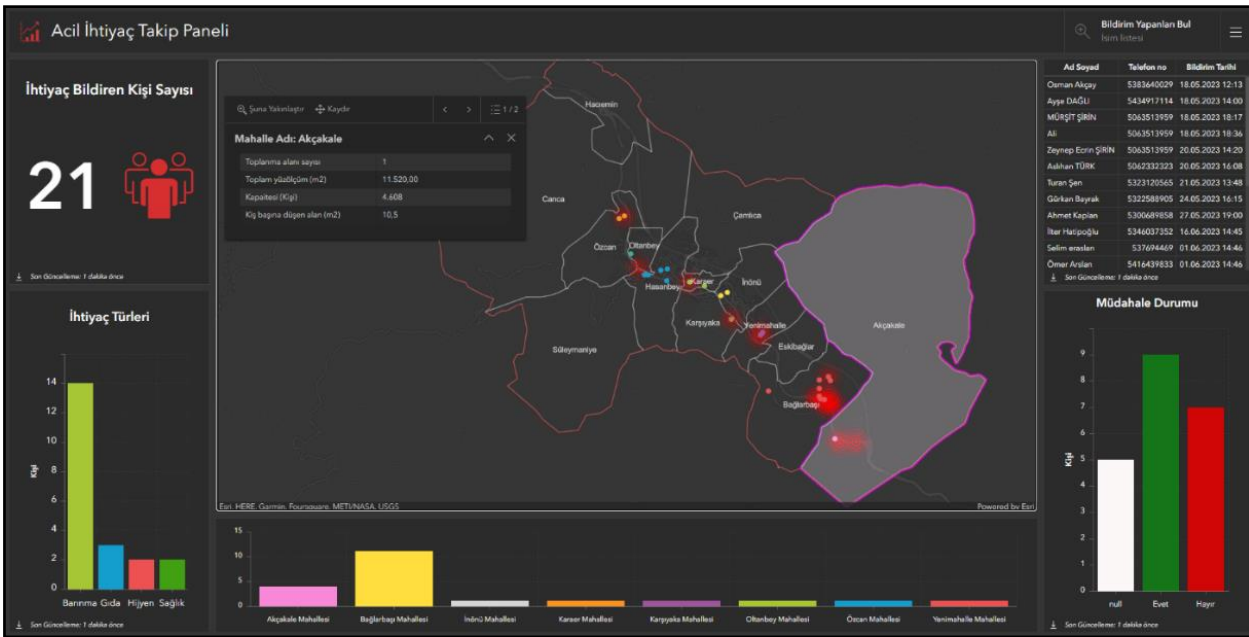 Acil İhtiyaç Takip Paneli
Bildirim Yapanları Bul
İsim listesi
İhtiyaç Bildiren Kişi Sayısı
21
Son Güncelleme: 1 dakika önce
İhtiyaç Türleri
14
12
10
8
6
4
2
0
Kişi
Barınma Gıda Hijyen Sağlık
Son Güncelleme: 1 dakika önce
Şuna Yakınlaştır Kaydır 1 / 2
Mahalle Adı: Akçakale
Toplanma alanı sayısı 1
Toplam yüzölçüm (m2) 11.520,00
Kapaitesi (Kişi) 4.608
Kiş başına düşen alan (m2) 10,5
Hacıemin
Canca
Çamlıca
Özcan
Oltanbey
Hasanbey
Karaer
İnönü
Karşıyaka
Yenimahalle
Akçakale
Süleymaniye
Eskibağlar
Bağlarbaşı
Esri, HERE, Garmin, Foursquare, METI/NASA, USGS
Powered by Esri
15
10
5
0
Akçakale Mahallesi Bağlarbaşı Mahallesi İnönü Mahallesi Karaer Mahallesi Karşıyaka Mahallesi Oltanbey Mahallesi Özcan Mahallesi Yenimahalle Mahallesi
Ad Soyad Telefon no Bildirim Tarihi
Osman Akçay 5383640029 18.05.2023 12:13
Ayşe DAĞLI 5434917114 18.05.2023 14:00
MÜRŞİT ŞİRİN 5063513959 18.05.2023 18:17
Ali 5063513959 18.05.2023 18:36
Zeynep Ecrin ŞİRİN 5063513959 20.05.2023 14:20
Aslıhan TÜRK 5062332323 20.05.2023 16:08
Turan Şen 5323120565 21.05.2023 13:48
Gürkan Bayrak 5322588905 24.05.2023 16:15
Ahmet Kaplan 5300689858 27.05.2023 19:00
İlter Hatipoğlu 5346037352 16.06.2023 14:45
Selim eraslan 537694469 01.06.2023 14:46
Ömer Arslan 5416439833 01.06.2023 14:46
Son Güncelleme: 1 dakika önce
Müdahale Durumu
9
8
7
6
5
4
3
2
1
0
Kişi
null Evet Hayır
Son Güncelleme: 1 dakika önce